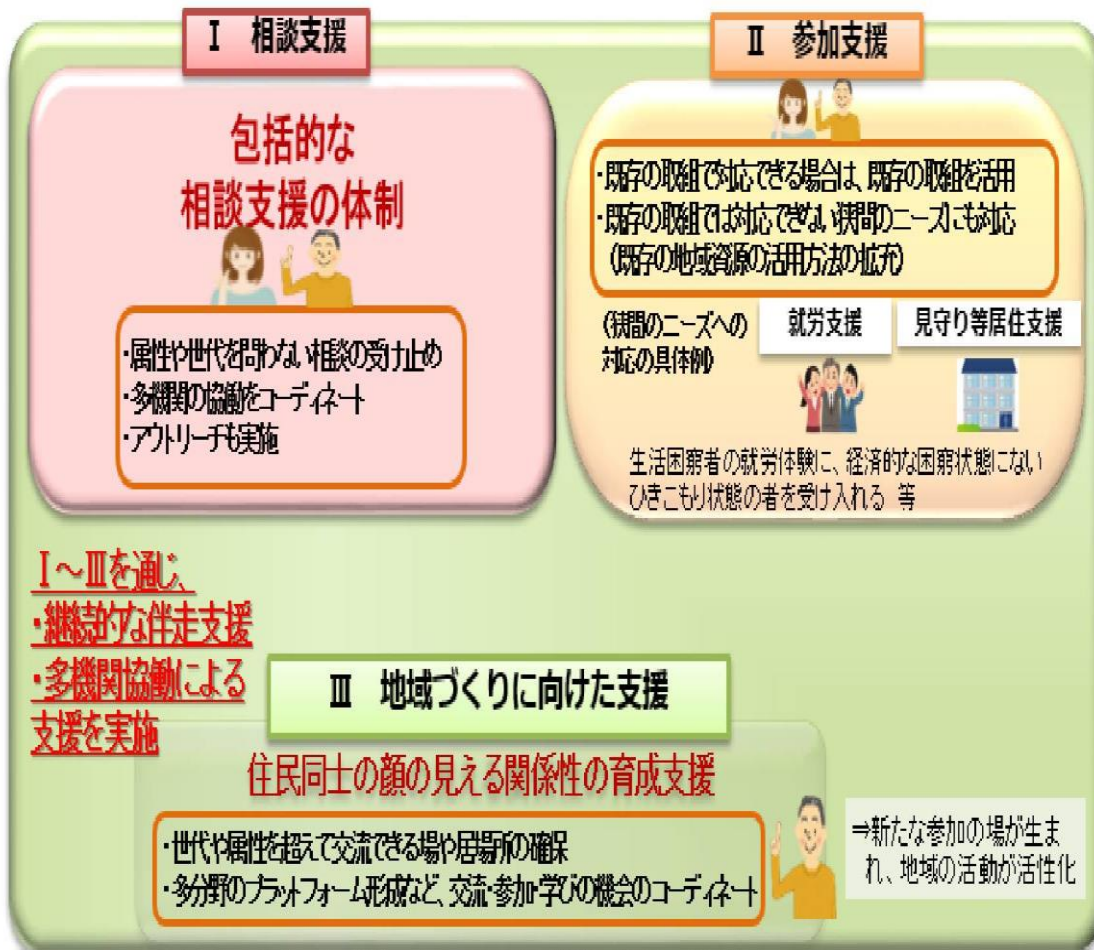 Ⅰ 相談支援
包括的な
相談支援の体制
・属性や世代を問わない相談の受け止め
・多機関の協働をコーディネート
・アウトリーチも実施
Ⅱ 参加支援
・既存の取組で対応できる場合は、既存の取組を活用
・既存の取組では対応できない狭間のニーズにも対応
(既存の地域資源の活用方法の拡充)
(狭間のニーズへの
対応の具体例)
就労支援
見守り等居住支援
生活困窮者の就労体験に、経済的な困窮状態にない
ひきこもり状態の者を受け入れる 等
Ⅰ～Ⅲを通じ、
・継続的な伴走支援
・多機関協働による
支援を実施
Ⅲ 地域づくりに向けた支援
住民同士の顔の見える関係性の育成支援
・世代や属性を超えて交流できる場や居場所の確保
・多分野のプラットフォーム形成など、交流・参加・学びの機会のコーディネート
⇒新たな参加の場が生ま
れ、地域の活動が活性化